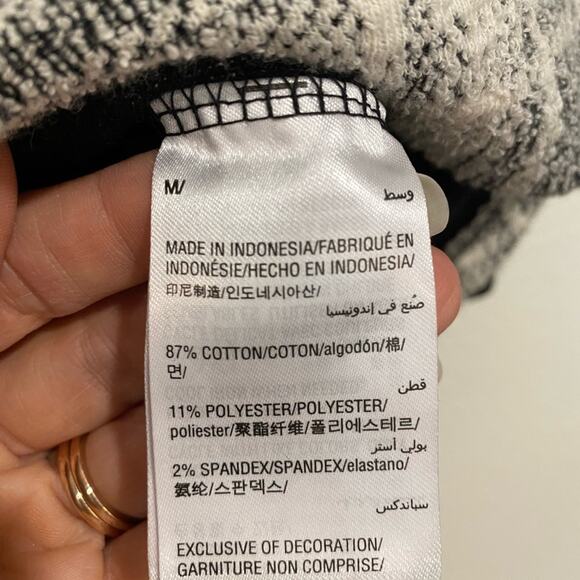 M/
وسط
MADE IN INDONESIA/FABRIQUÉ EN
INDONÉSIE/HECHO EN INDONESIA/
印尼制造/인도네시아산/
صُنع في إندونيسيا
87% COTTON/COTON/algodón/棉/
면/
قطن
11% POLYESTER/POLYESTER/
poliester/聚酯纤维/폴리에스테르/
بولي أستر
2% SPANDEX/SPANDEX/elastano/
氨纶/스판덱스/
سباندكس
EXCLUSIVE OF DECORATION/
GARNITURE NON COMPRISE/